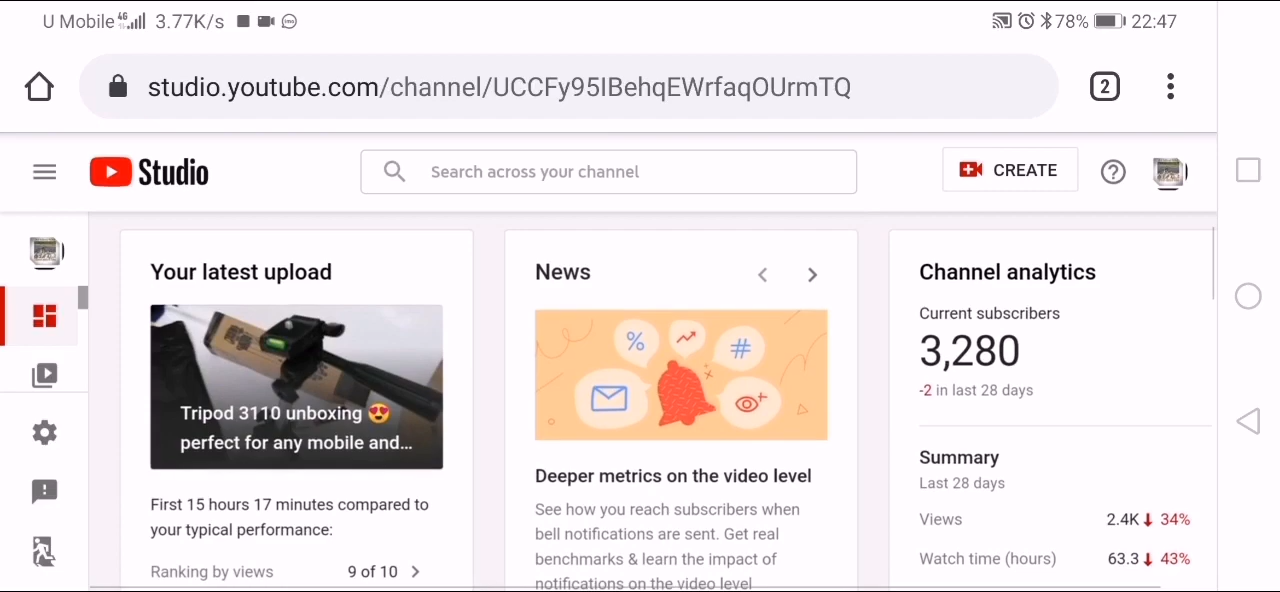 U Mobile 4G 3.77K/s 78% 22:47
studio.youtube.com/channel/UCCFy95IBehqEWrfaqOUrmTQ 2
Studio
Search across your channel
CREATE
Your latest upload
Tripod 3110 unboxing 😍
perfect for any mobile and...
First 15 hours 17 minutes compared to
your typical performance:
Ranking by views 9 of 10
News
% #
Deeper metrics on the video level
See how you reach subscribers when
bell notifications are sent. Get real
benchmarks & learn the impact of
notifications on the video level
Channel analytics
Current subscribers
3,280
-2 in last 28 days
Summary
Last 28 days
Views 2.4K 34%
Watch time (hours) 63.3 43%